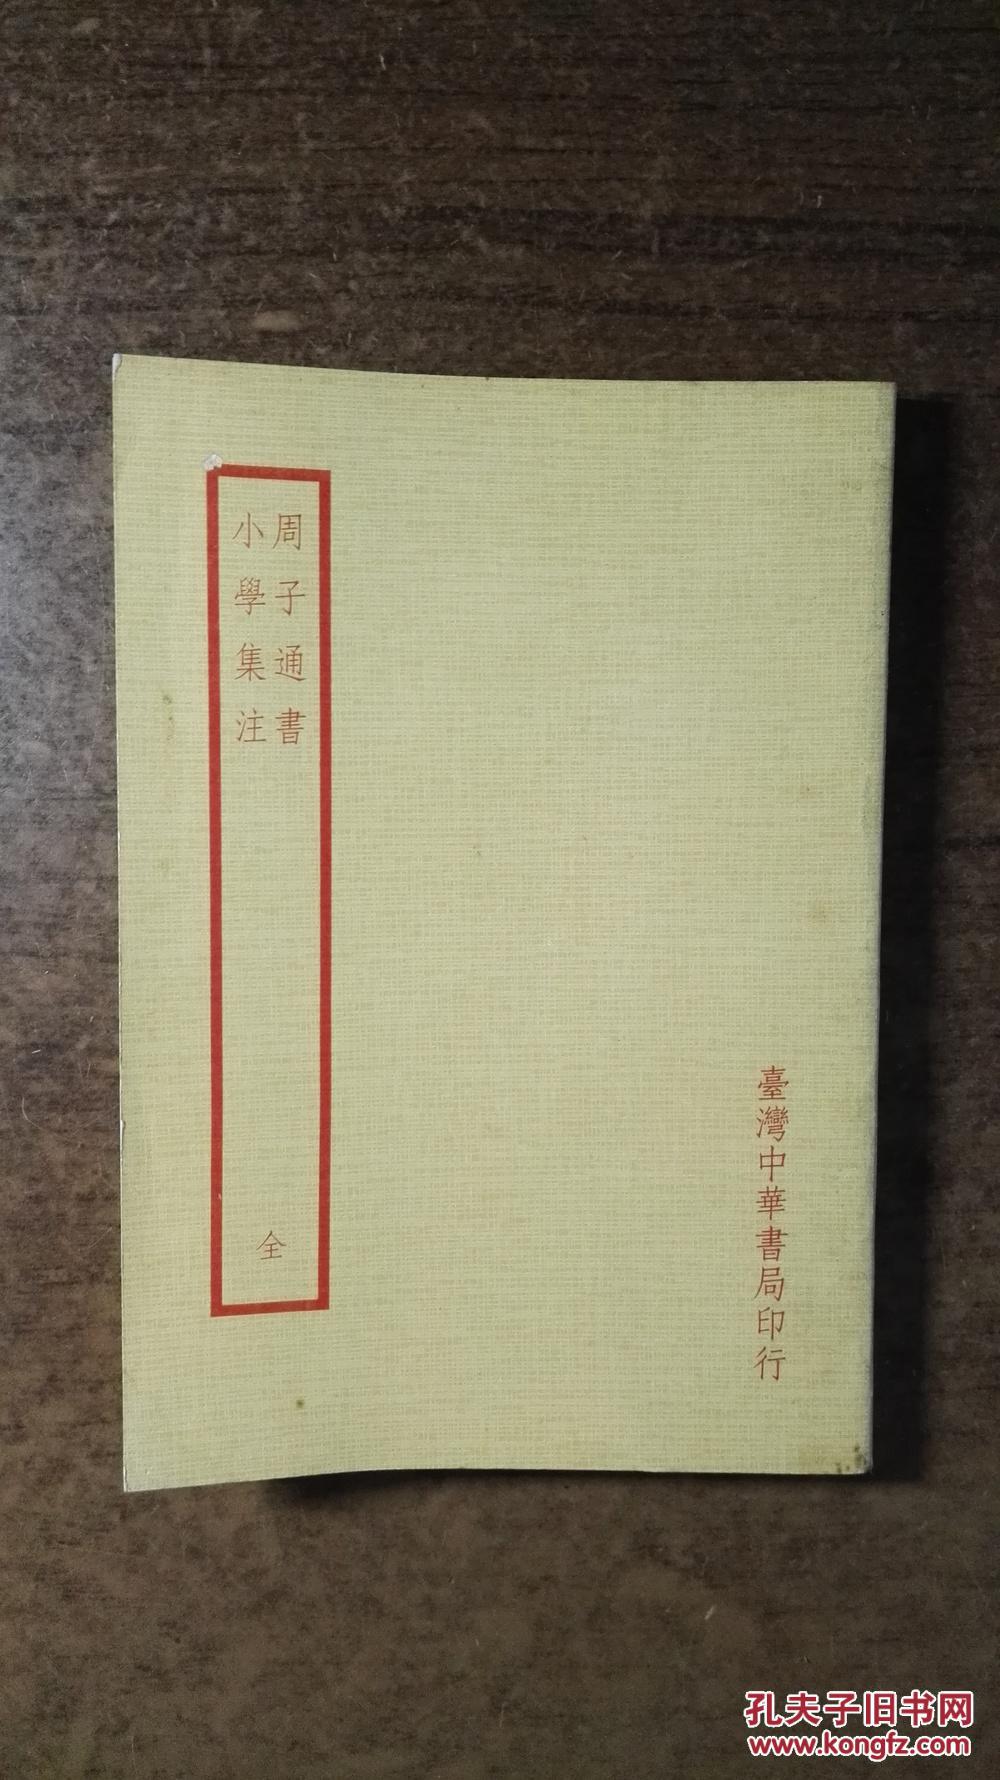 周子通書
小學集注
全
臺灣中華書局印行
孔夫子旧书网
www.kongfz.com